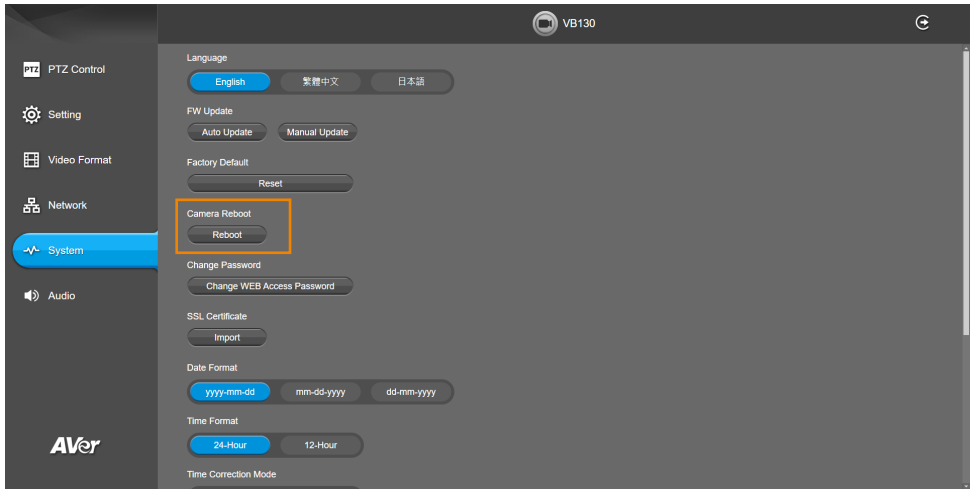 VB130
PTZ PTZ Control
Setting
Video Format
Network
System
Audio
AVer
Language
English 繁體中文 日本語
FW Update
Auto Update Manual Update
Factory Default
Reset
Camera Reboot
Reboot
Change Password
Change WEB Access Password
SSL Certificate
Import
Date Format
yyyy-mm-dd mm-dd-yyyy dd-mm-yyyy
Time Format
24-Hour 12-Hour
Time Correction Mode